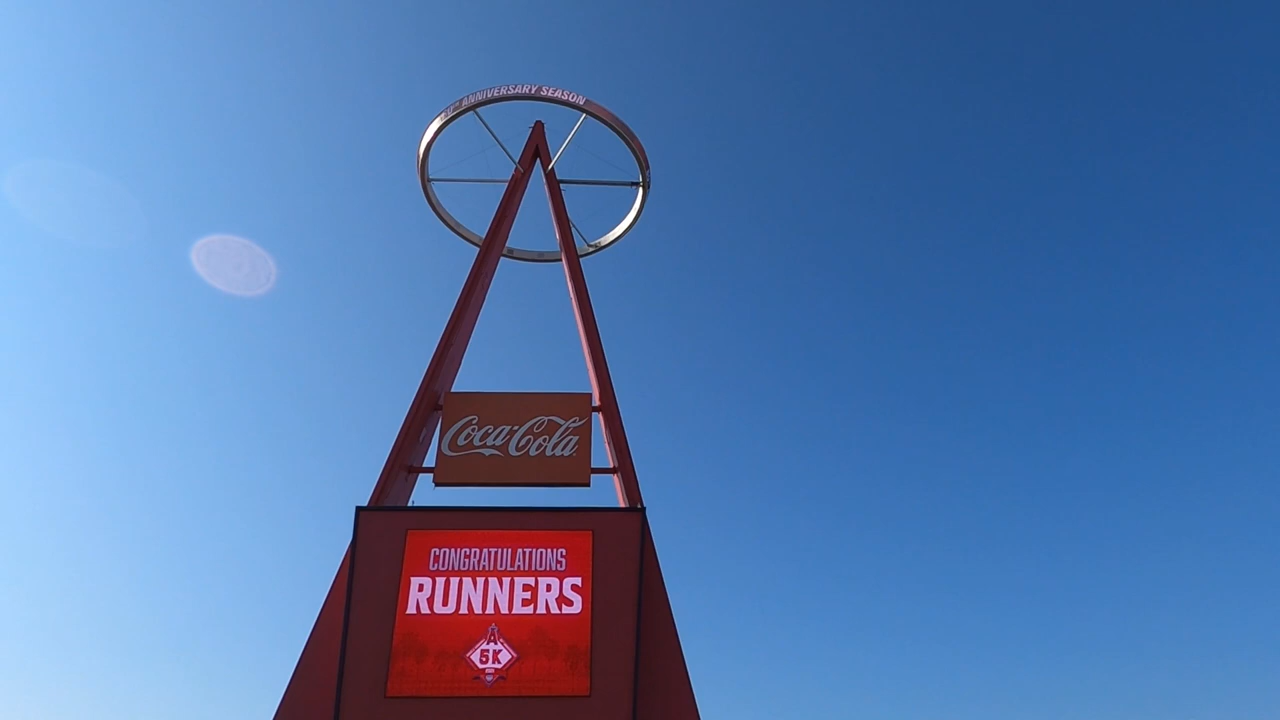 ANNIVERSARY SEASON
Coca-Cola
CONGRATULATIONS
RUNNERS
A
5K